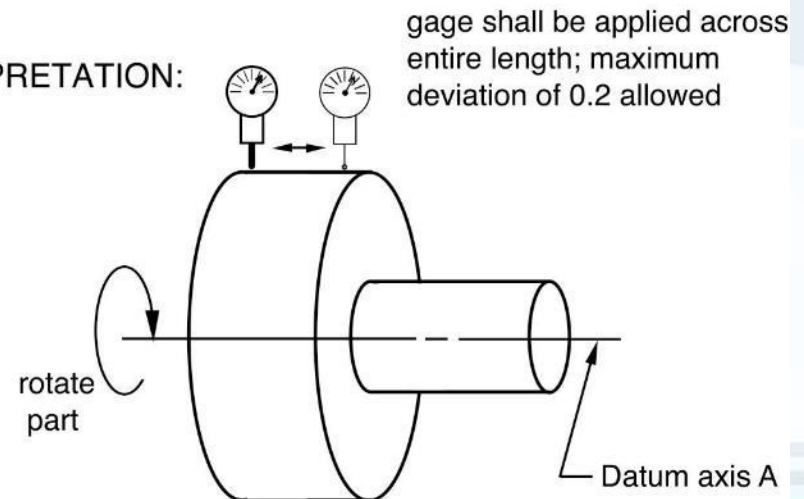 gage shall be applied across
entire length; maximum
deviation of 0.2 allowed
PRETATION:
rotate
part
Datum axis A